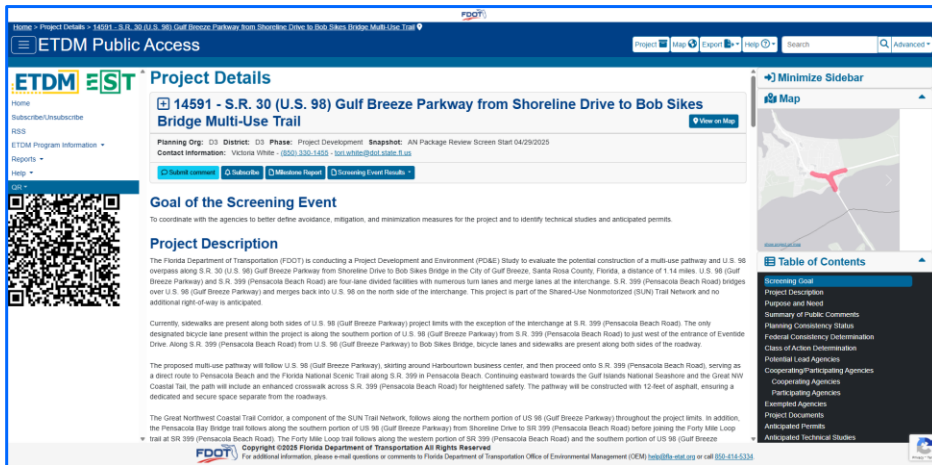 FDOT
Home > Project Details > 14591 - S.R. 30 (U.S. 98) Gulf Breeze Parkway from Shoreline Drive to Bob Sikes Bridge Multi-Use Trail
ETDM Public Access
Project Map Export Help Search Advanced
ETDM EST
Home
Subscribe/Unsubscribe
RSS
ETDM Program Information
Reports
Help
QR
Project Details
14591 - S.R. 30 (U.S. 98) Gulf Breeze Parkway from Shoreline Drive to Bob Sikes
Bridge Multi-Use Trail
View on Map
Planning Org: D3 District: D3 Phase: Project Development Snapshot: AN Package Review Screen Start 04/29/2025
Contact Information: Victoria White - (850) 330-1455 - tori.white@dot.state.fl.us
Submit comment Subscribe Milestone Report Screening Event Results
Goal of the Screening Event
To coordinate with the agencies to better define avoidance, mitigation, and minimization measures for the project and to identify technical studies and anticipated permits.
Project Description
The Florida Department of Transportation (FDOT) is conducting a Project Development and Environment (PD&E) Study to evaluate the potential construction of a multi-use pathway and U.S. 98
overpass along S.R. 30 (U.S. 98) Gulf Breeze Parkway from Shoreline Drive to Bob Sikes Bridge in the City of Gulf Breeze, Santa Rosa County, Florida, a distance of 1.14 miles. U.S. 98 (Gulf
Breeze Parkway) and S.R. 399 (Pensacola Beach Road) are four-lane divided facilities with numerous turn lanes and merge lanes at the interchange. S.R. 399 (Pensacola Beach Road) bridges
over U.S. 98 (Gulf Breeze Parkway) and merges back into U.S. 98 on the north side of the interchange. This project is part of the Shared-Use Nonmotorized (SUN) Trail Network and no
additional right-of-way is anticipated.
Currently, sidewalks are present along both sides of U.S. 98 (Gulf Breeze Parkway) project limits with the exception of the interchange at S.R. 399 (Pensacola Beach Road). The only
designated bicycle lane present within the project is along the southern portion of U.S. 98 (Gulf Breeze Parkway) from S.R. 399 (Pensacola Beach Road) to just west of the entrance of Eventide
Drive. Along S.R. 399 (Pensacola Beach Road) from U.S. 98 (Gulf Breeze Parkway) to Bob Sikes Bridge, bicycle lanes and sidewalks are present along both sides of the roadway.
The proposed multi-use pathway will follow U.S. 98 (Gulf Breeze Parkway), skirting around Harbourtown business center, and then proceed onto S.R. 399 (Pensacola Beach Road), serving as
a direct route to Pensacola Beach and the Florida National Scenic Trail along S.R. 399 in Pensacola Beach. Continuing eastward towards the Gulf Islands National Seashore and the Great NW
Coastal Tail, the path will include an enhanced crosswalk across S.R. 399 (Pensacola Beach Road) for heightened safety. The pathway will be constructed with 12-feet of asphalt, ensuring a
dedicated and secure space separate from the roadways.
The Great Northwest Coastal Trail Corridor, a component of the SUN Trail Network, follows along the northern portion of US 98 (Gulf Breeze Parkway) throughout the project limits. In addition,
the Pensacola Bay Bridge trail follows along the southern portion of US 98 (Gulf Breeze Parkway) from Shoreline Drive to SR 399 (Pensacola Beach Road) before joining the Forty Mile Loop
trail at SR 399 (Pensacola Beach Road). The Forty Mile Loop trail follows along the western portion of SR 399 (Pensacola Beach Road) and the southern portion of US 98 (Gulf Breeze
Minimize Sidebar
Map
Table of Contents
Screening Goal
Project Description
Purpose and Need
Summary of Public Comments
Planning Consistency Status
Federal Consistency Determination
Class of Action Determination
Potential Lead Agencies
Cooperating/Participating Agencies
Cooperating Agencies
Participating Agencies
Exempted Agencies
Project Documents
Anticipated Permits
Anticipated Technical Studies
FDOT Copyright ©2025 Florida Department of Transportation All Rights Reserved
For additional information, please e-mail questions or comments to Florida Department of Transportation Office of Environmental Management (OEM) help@fla-etat.org or call 850-414-5334